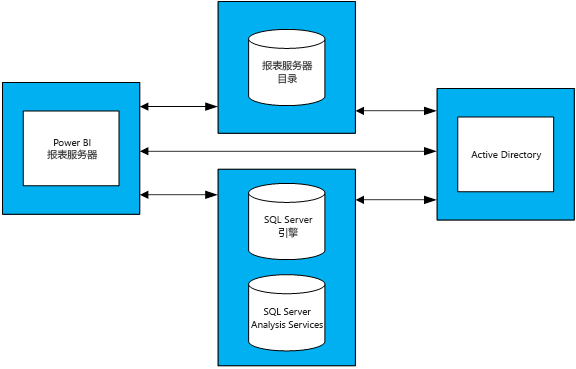 报表服务器
目录
Power BI
报表服务器
Active Directory
SQL Server
引擎
SQL Server
Analysis Services